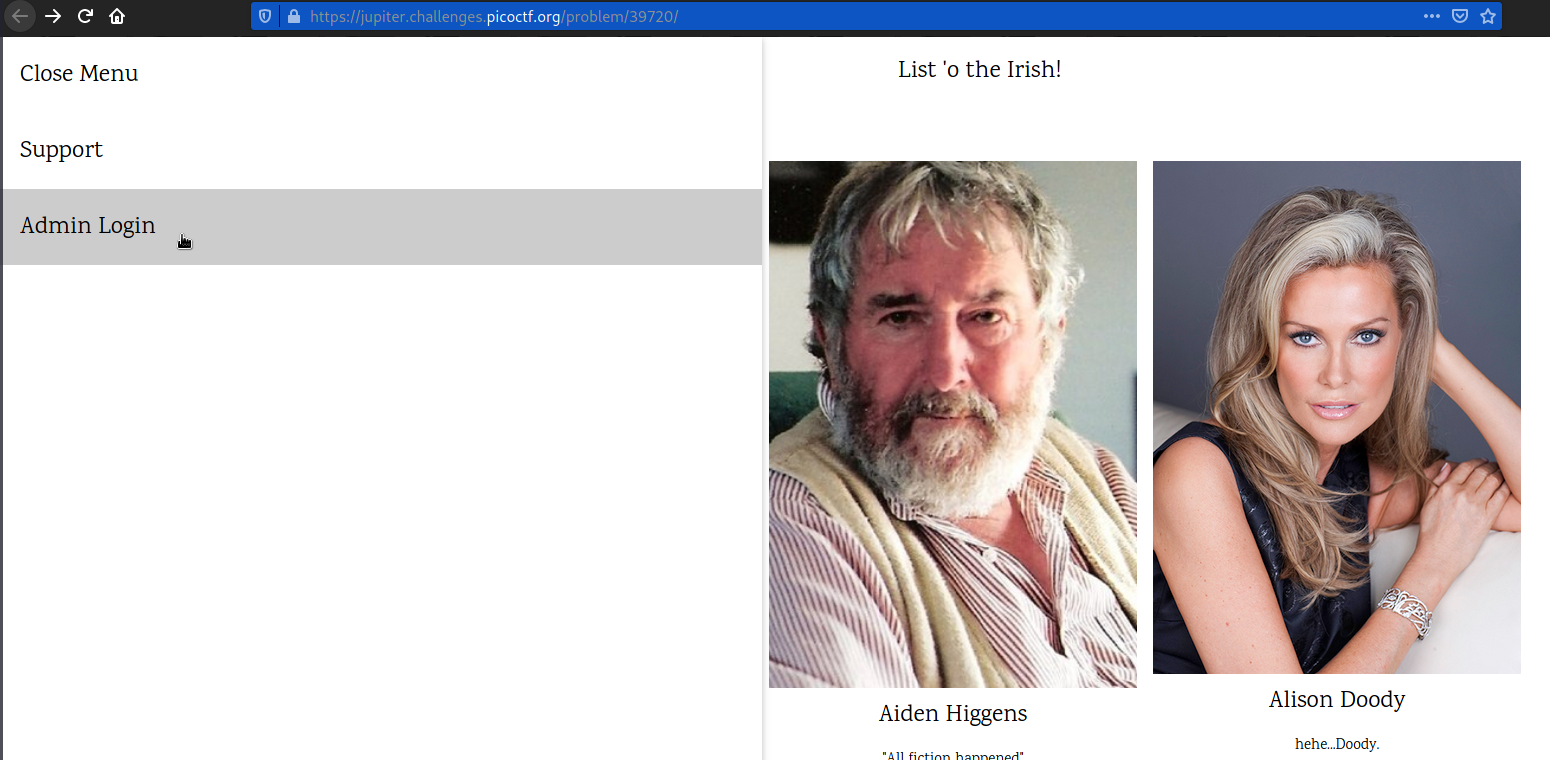 https://jupiter.challenges.picoctf.org/problem/39720/
Close Menu
Support
Admin Login
List 'o the Irish!
Aiden Higgens
"All fiction happened"
Alison Doody
hehe...Doody.